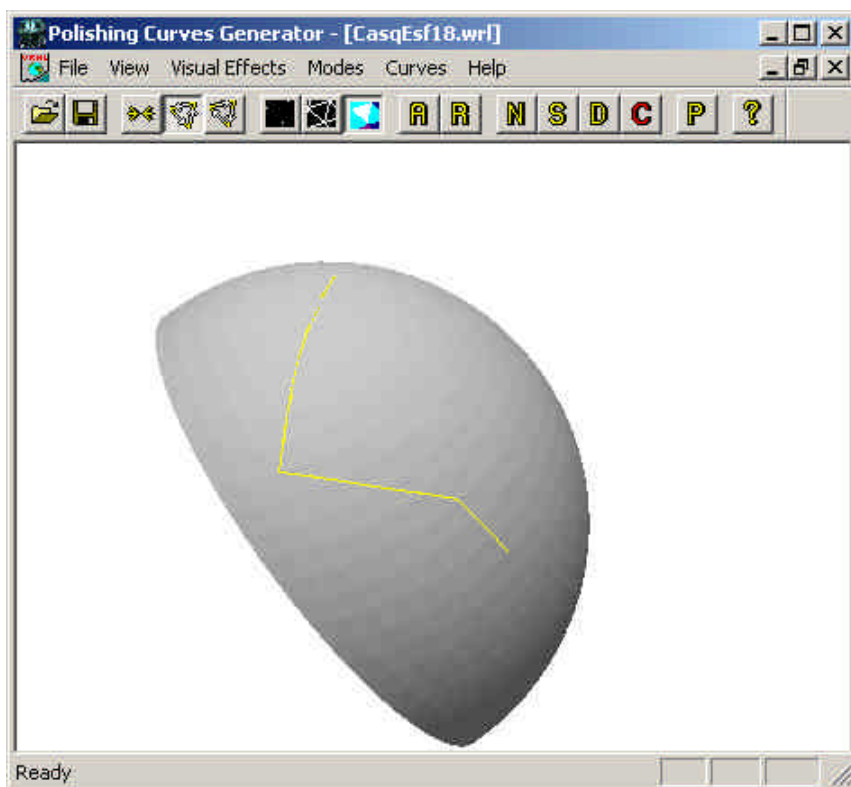 Polishing Curves Generator - [CasqEsf18.wrl]
File View Visual Effects Modes Curves Help
A R N S D C P ?
Ready